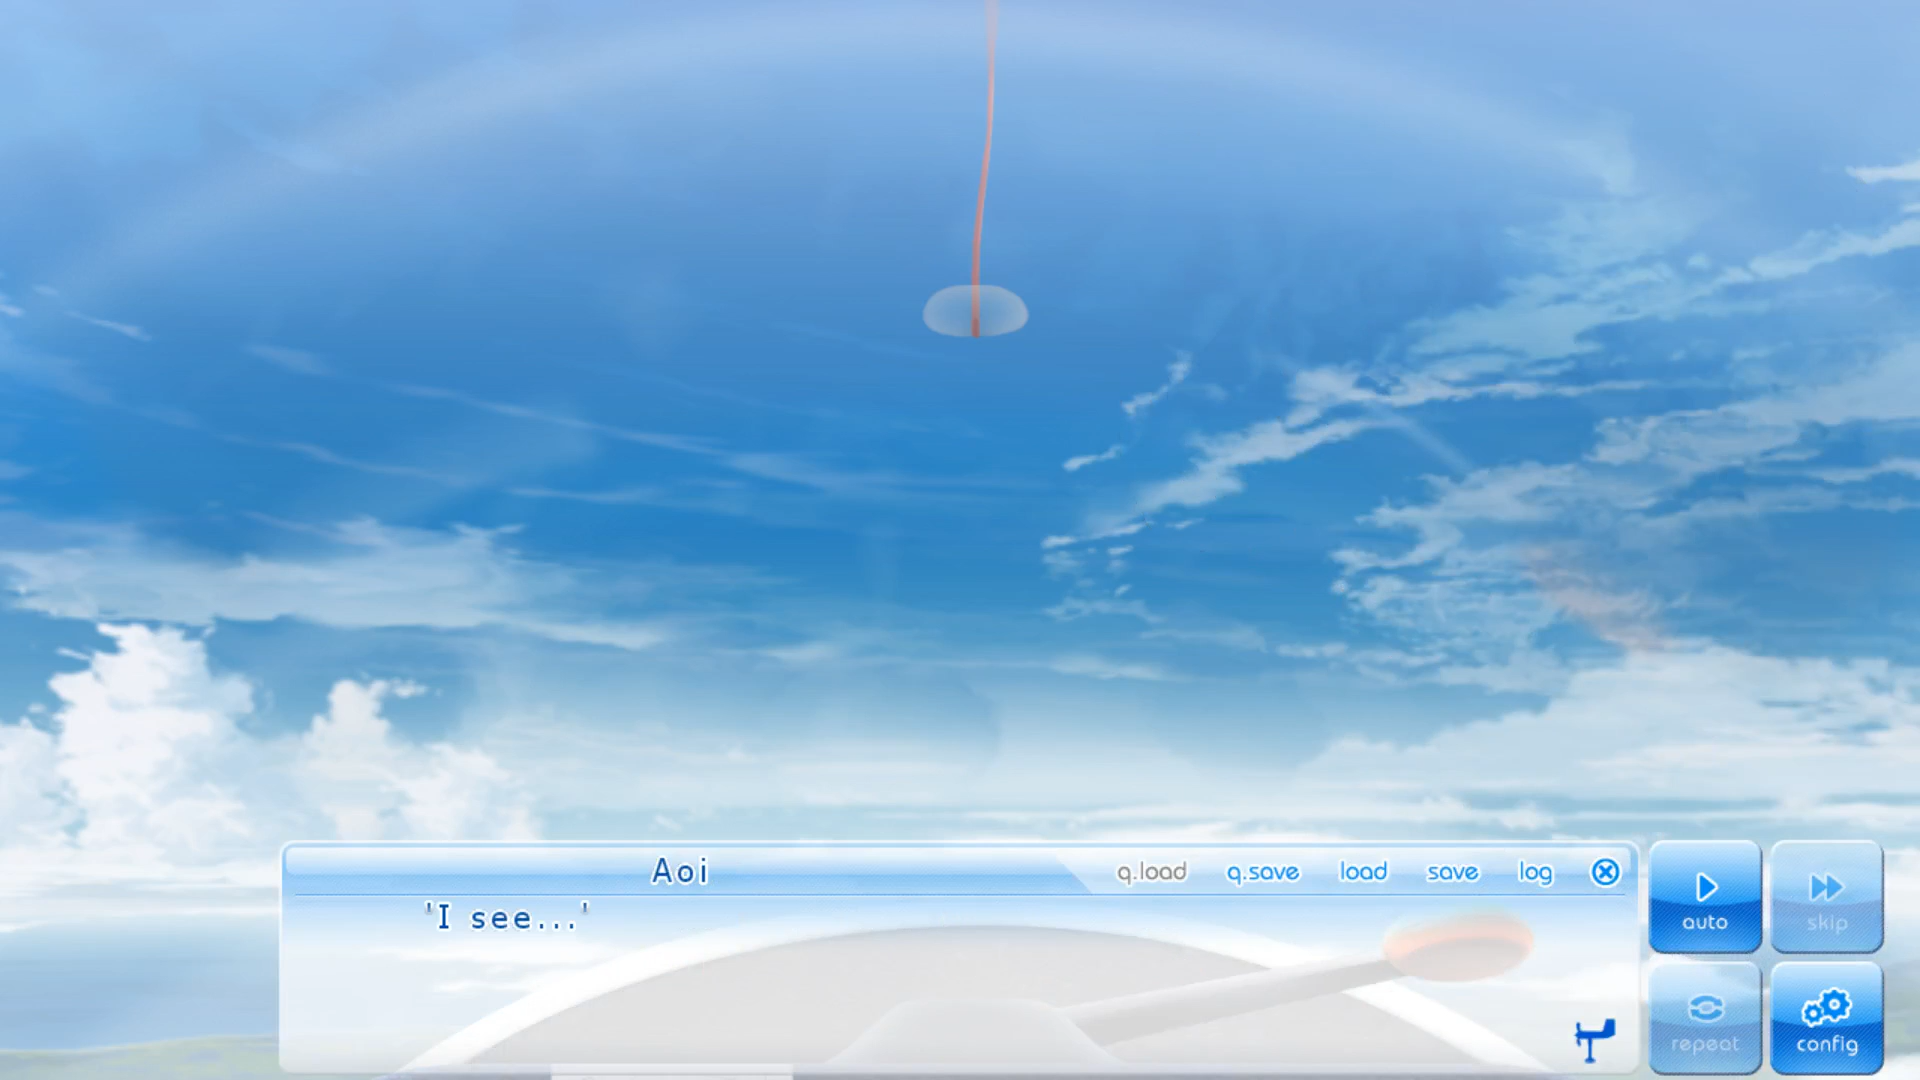 Aoi
q.load q.save load save log
'I see...'
auto
skip
repeat
config